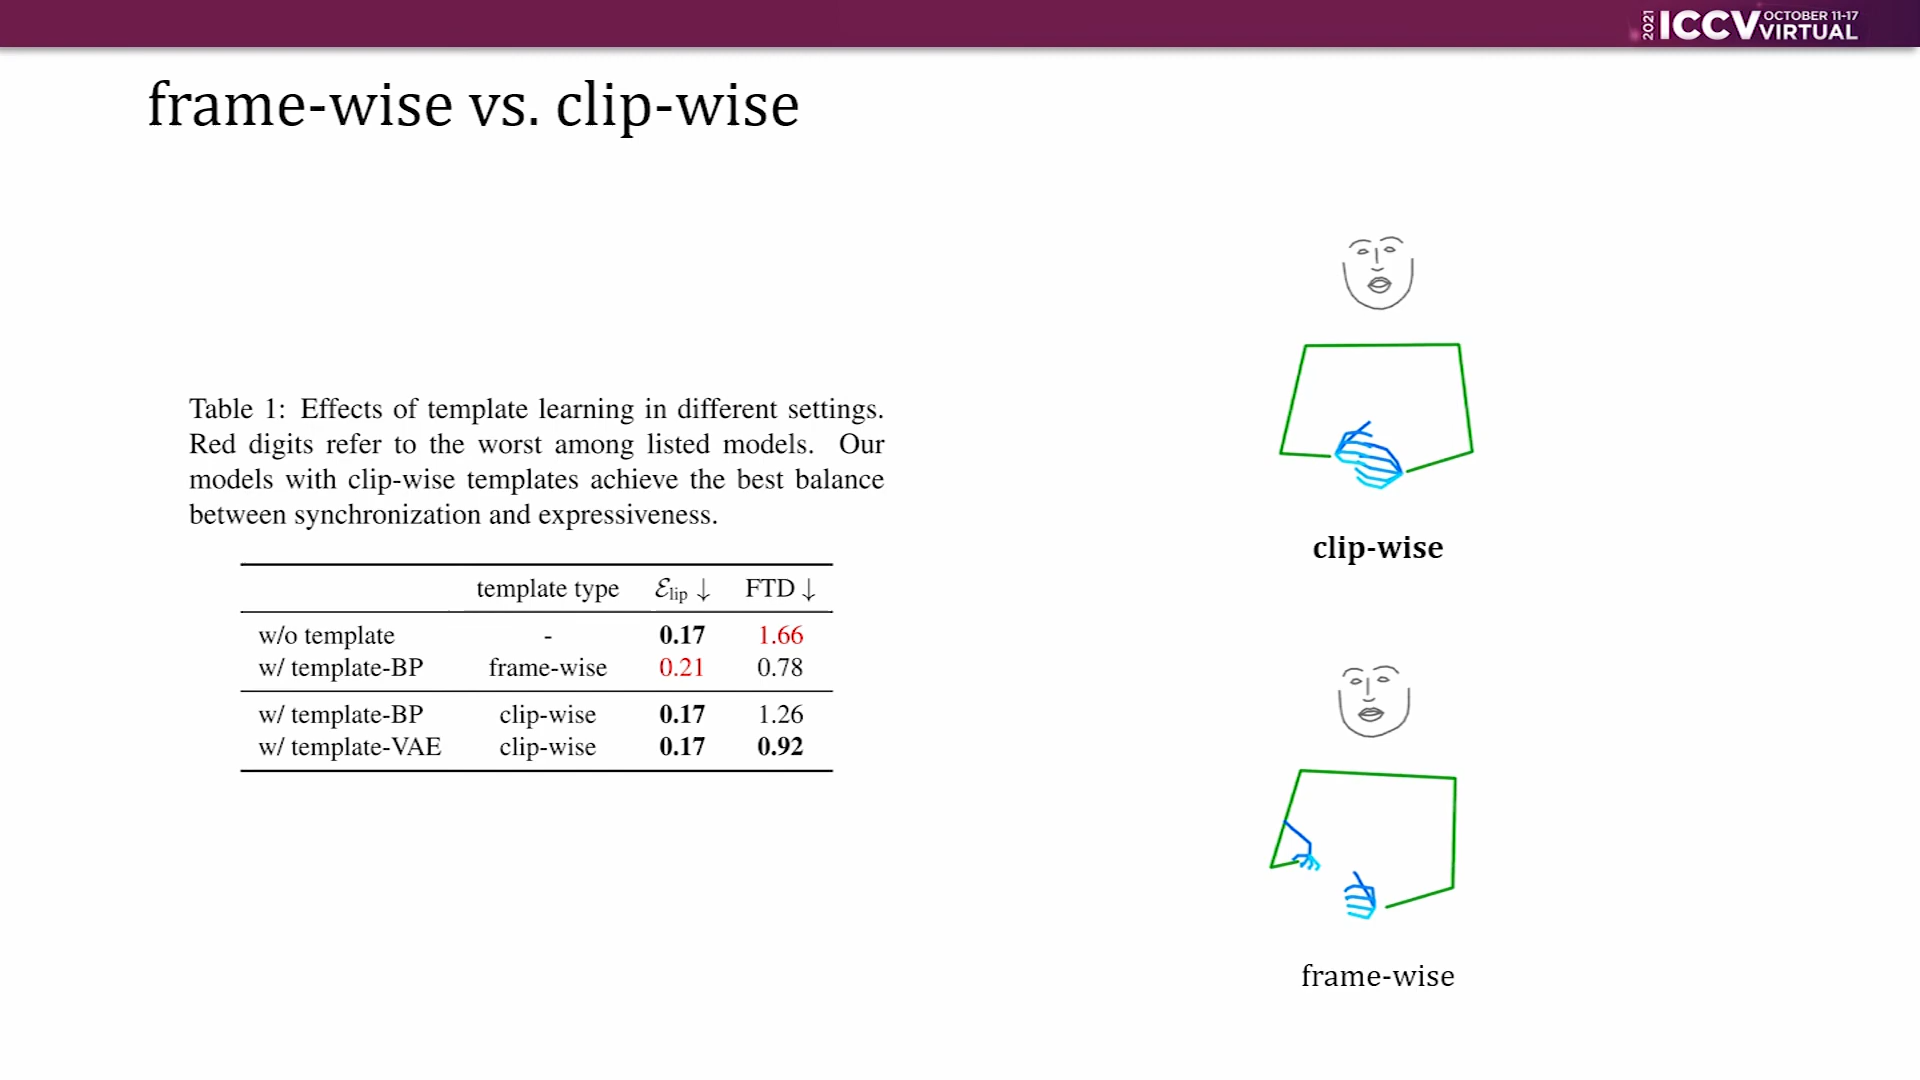 2021 ICCV OCTOBER 11-17 VIRTUAL
frame-wise vs. clip-wise
Table 1: Effects of template learning in different settings.
Red digits refer to the worst among listed models. Our
models with clip-wise templates achieve the best balance
between synchronization and expressiveness.
template type ℰlip ↓ FTD ↓
w/o template - 0.17 1.66
w/ template-BP frame-wise 0.21 0.78
w/ template-BP clip-wise 0.17 1.26
w/ template-VAE clip-wise 0.17 0.92
clip-wise
frame-wise